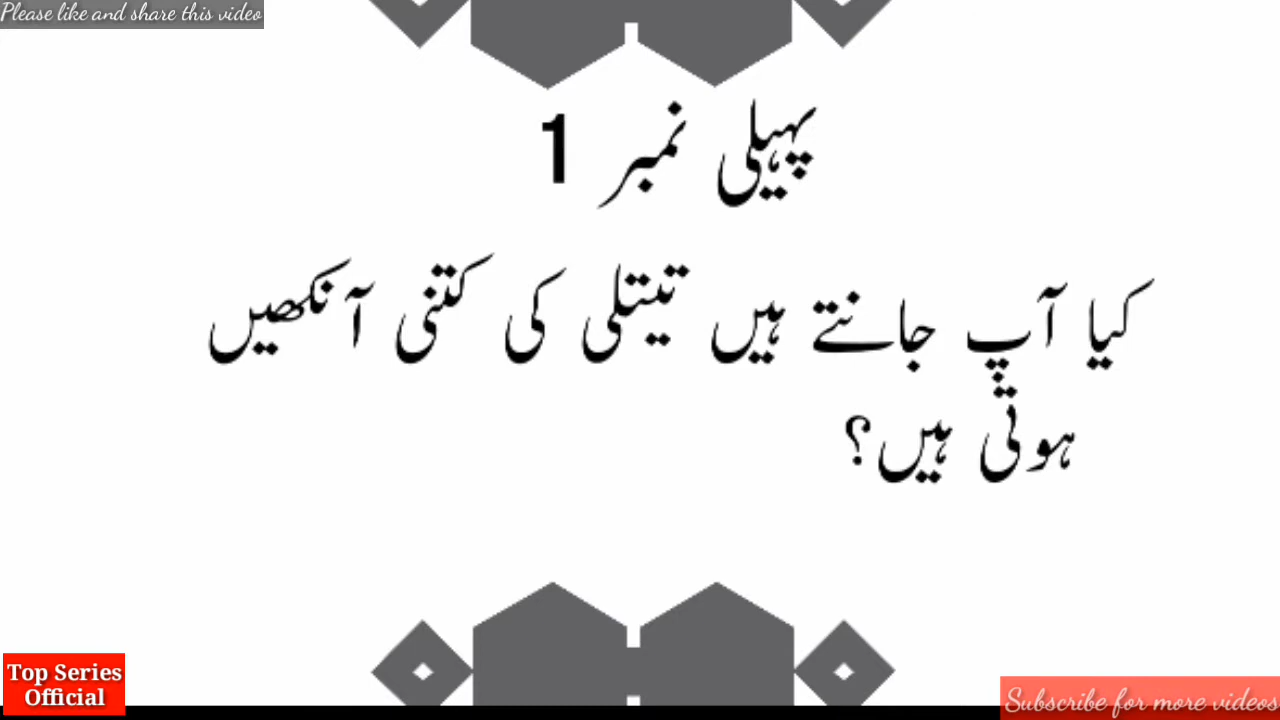 Please like and share this video
پہیلی نمبر 1
کیا آپ جانتے ہیں تیتلی کی کتنی آنکھیں
ہوتی ہیں؟
Top Series
Official
Subscribe for more videos